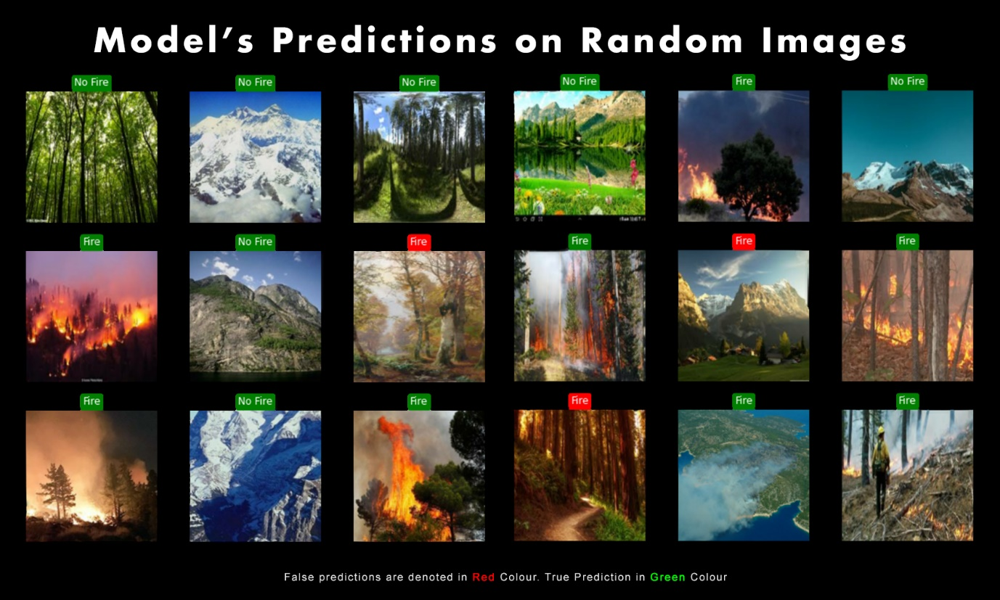 Model's Predictions on Random Images
No Fire
No Fire
No Fire
No Fire
Fire
No Fire
Fire
No Fire
Fire
Fire
Fire
Fire
Fire
No Fire
Fire
Fire
Fire
Fire
False predictions are denoted in Red Colour. True Prediction in Green Colour